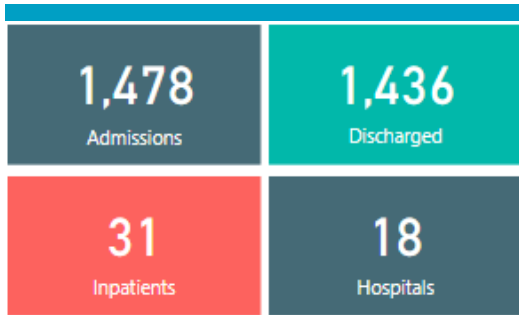 1,478
Admissions
1,436
Discharged
31
Inpatients
18
Hospitals